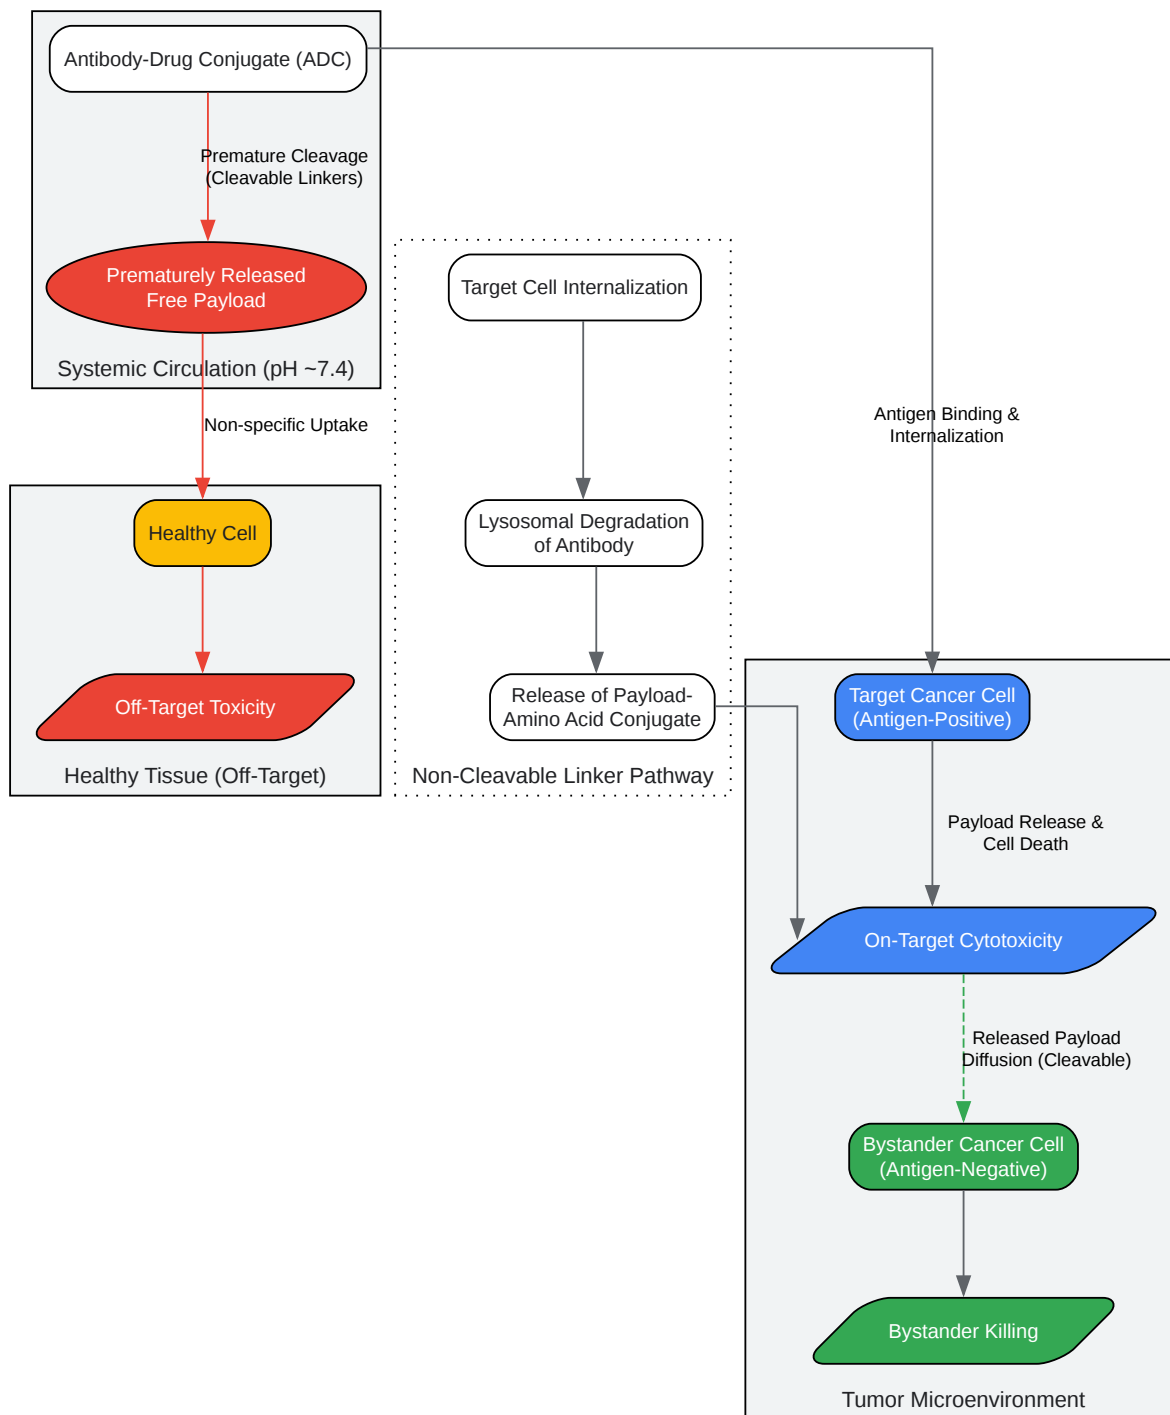 Antibody-Drug Conjugate (ADC)
Premature Cleavage
(Cleavable Linkers)
Prematurely Released
Free Payload
Systemic Circulation (pH ~7.4)
Non-specific Uptake
Healthy Cell
Off-Target Toxicity
Healthy Tissue (Off-Target)
Target Cell Internalization
Lysosomal Degradation
of Antibody
Release of Payload-
Amino Acid Conjugate
Non-Cleavable Linker Pathway
Antigen Binding &
Internalization
Target Cancer Cell
(Antigen-Positive)
Payload Release &
Cell Death
On-Target Cytotoxicity
Released Payload
Diffusion (Cleavable)
Bystander Cancer Cell
(Antigen-Negative)
Bystander Killing
Tumor Microenvironment